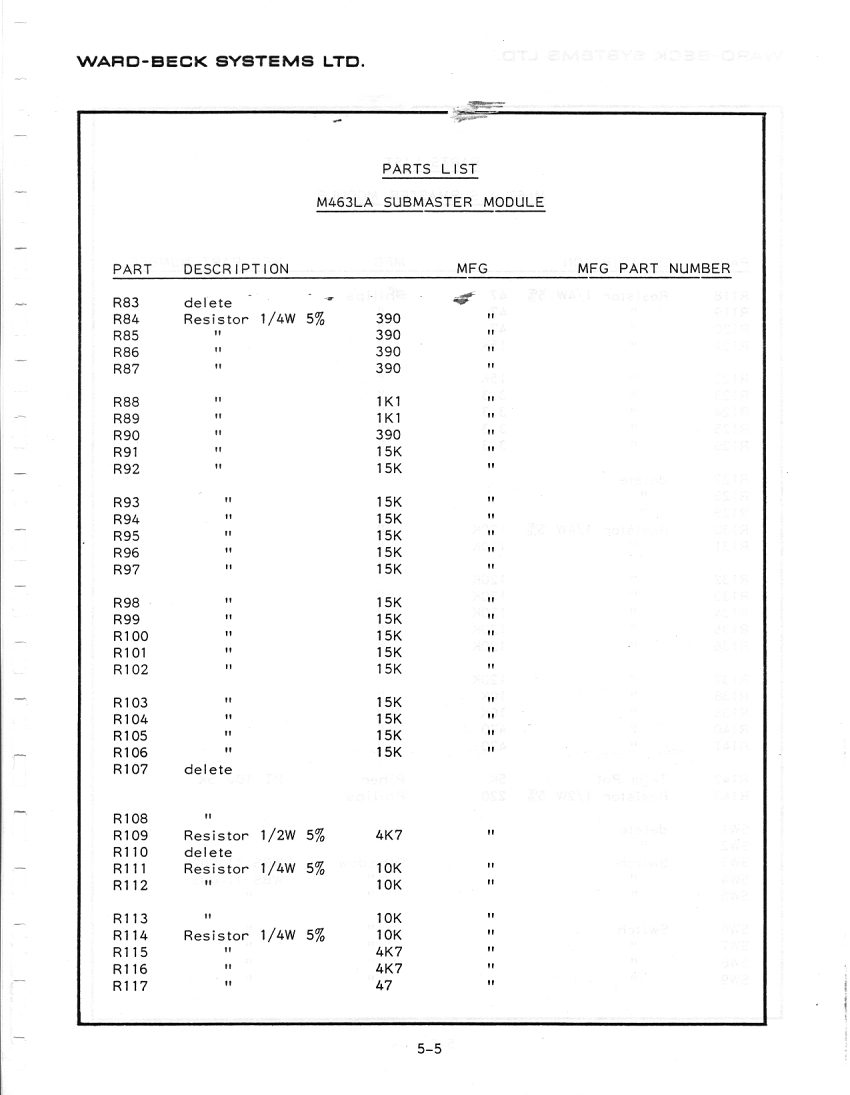 WARD-BECK SYSTEMS LTD.
PARTS LIST
M463LA SUBMASTER MODULE
PART DESCRIPTION MFG MFG PART NUMBER
R83 delete
R84 Resistor 1/4W 5% 390 "
R85 " 390 "
R86 " 390 "
R87 " 390 "
R88 " 1K1 "
R89 " 1K1 "
R90 " 390 "
R91 " 15K "
R92 " 15K "
R93 " 15K "
R94 " 15K "
R95 " 15K "
R96 " 15K "
R97 " 15K "
R98 " 15K "
R99 " 15K "
R100 " 15K "
R101 " 15K "
R102 " 15K "
R103 " 15K "
R104 " 15K "
R105 " 15K "
R106 " 15K "
R107 delete
R108 "
R109 Resistor 1/2W 5% 4K7 "
R110 delete
R111 Resistor 1/4W 5% 10K "
R112 " 10K "
R113 " 10K "
R114 Resistor 1/4W 5% 10K "
R115 " 4K7 "
R116 " 4K7 "
R117 " 47 "
5-5